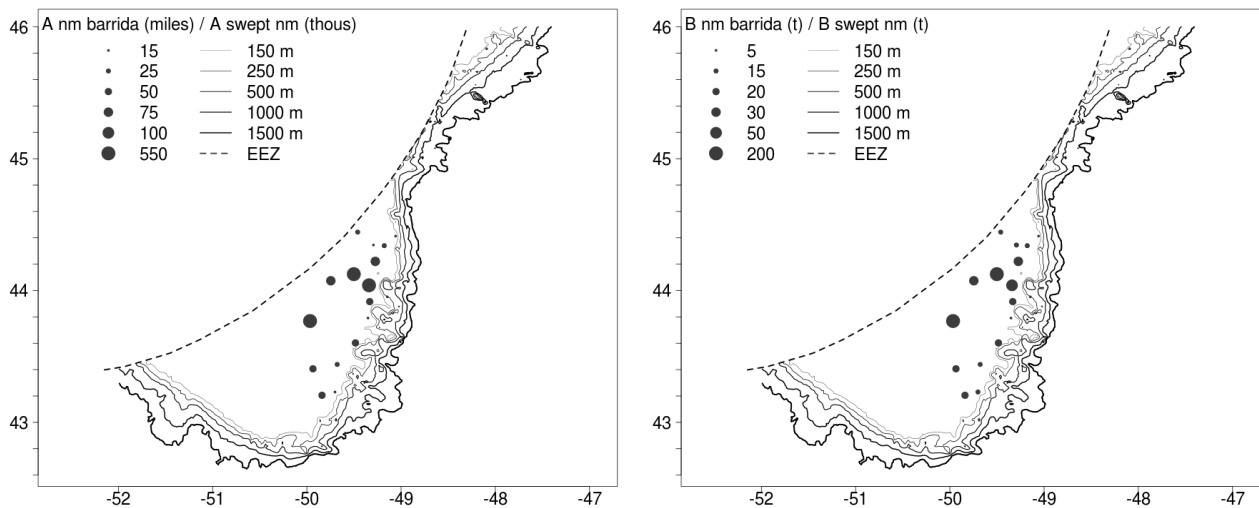 A nm barrida (miles) / A swept nm (thous)
15 150 m
25 250 m
50 500 m
75 1000 m
100 1500 m
550 EEZ
46
45
44
43
-52 -51 -50 -49 -48 -47
B nm barrida (t) / B swept nm (t)
5 150 m
15 250 m
20 500 m
30 1000 m
50 1500 m
200 EEZ
46
45
44
43
-52 -51 -50 -49 -48 -47